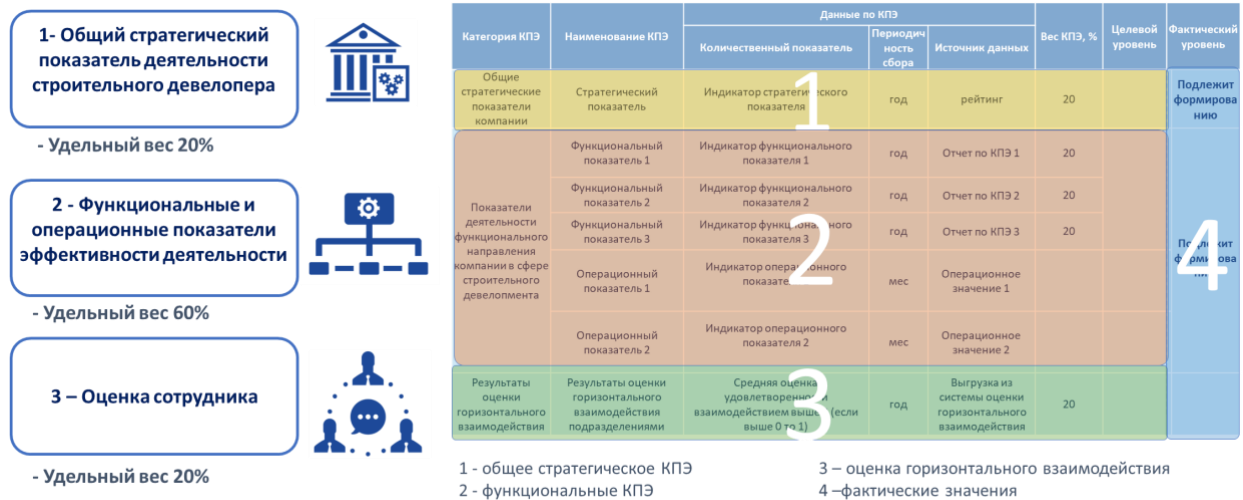 1- Общий стратегический
показатель деятельности
строительного девелопера
- Удельный вес 20%
2 - Функциональные и
операционные показатели
эффективности деятельности
- Удельный вес 60%
3 – Оценка сотрудника
- Удельный вес 20%
Категория КПЭ
Наименование КПЭ
Данные по КПЭ
Количественный показатель
Периодич
ность
сбора
Источник данных
Вес КПЭ, %
Целевой
уровень
Фактический
уровень
Общие
стратегические
показатели
компании
Стратегический
показатель
Индикатор стратегического
показателя
год
рейтинг
20
Подлежит
формирова
нию
1
Показатели
деятельности
функционального
направления
компании в сфере
строительного
девелопмента
Функциональный
показатель 1
Индикатор функционального
показателя 1
год
Отчет по КПЭ 1
20
Функциональный
показатель 2
Индикатор функционального
показателя 2
год
Отчет по КПЭ 2
20
Функциональный
показатель 3
Индикатор функционального
показателя 3
год
Отчет по КПЭ 3
20
Операционный
показатель 1
Индикатор операционного
мес
Операционное
значение 1
Операционный
показатель 2
Индикатор операционного
показателя 2
мес
Операционное
значение 2
2
Подлежит
формирова
4
Результаты
оценки
горизонтального
взаимодействия
Результаты оценки
горизонтального
взаимодействия
подразделениями
Средняя оценка
взаимодействием (если
выше 0 to 1)
год
Выгрузка из
системы оценки
горизонтального
взаимодействия
20
3
1 - общее стратегическое КПЭ
2 - функциональные КПЭ
3 – оценка горизонтального взаимодействия
4 –фактические значения